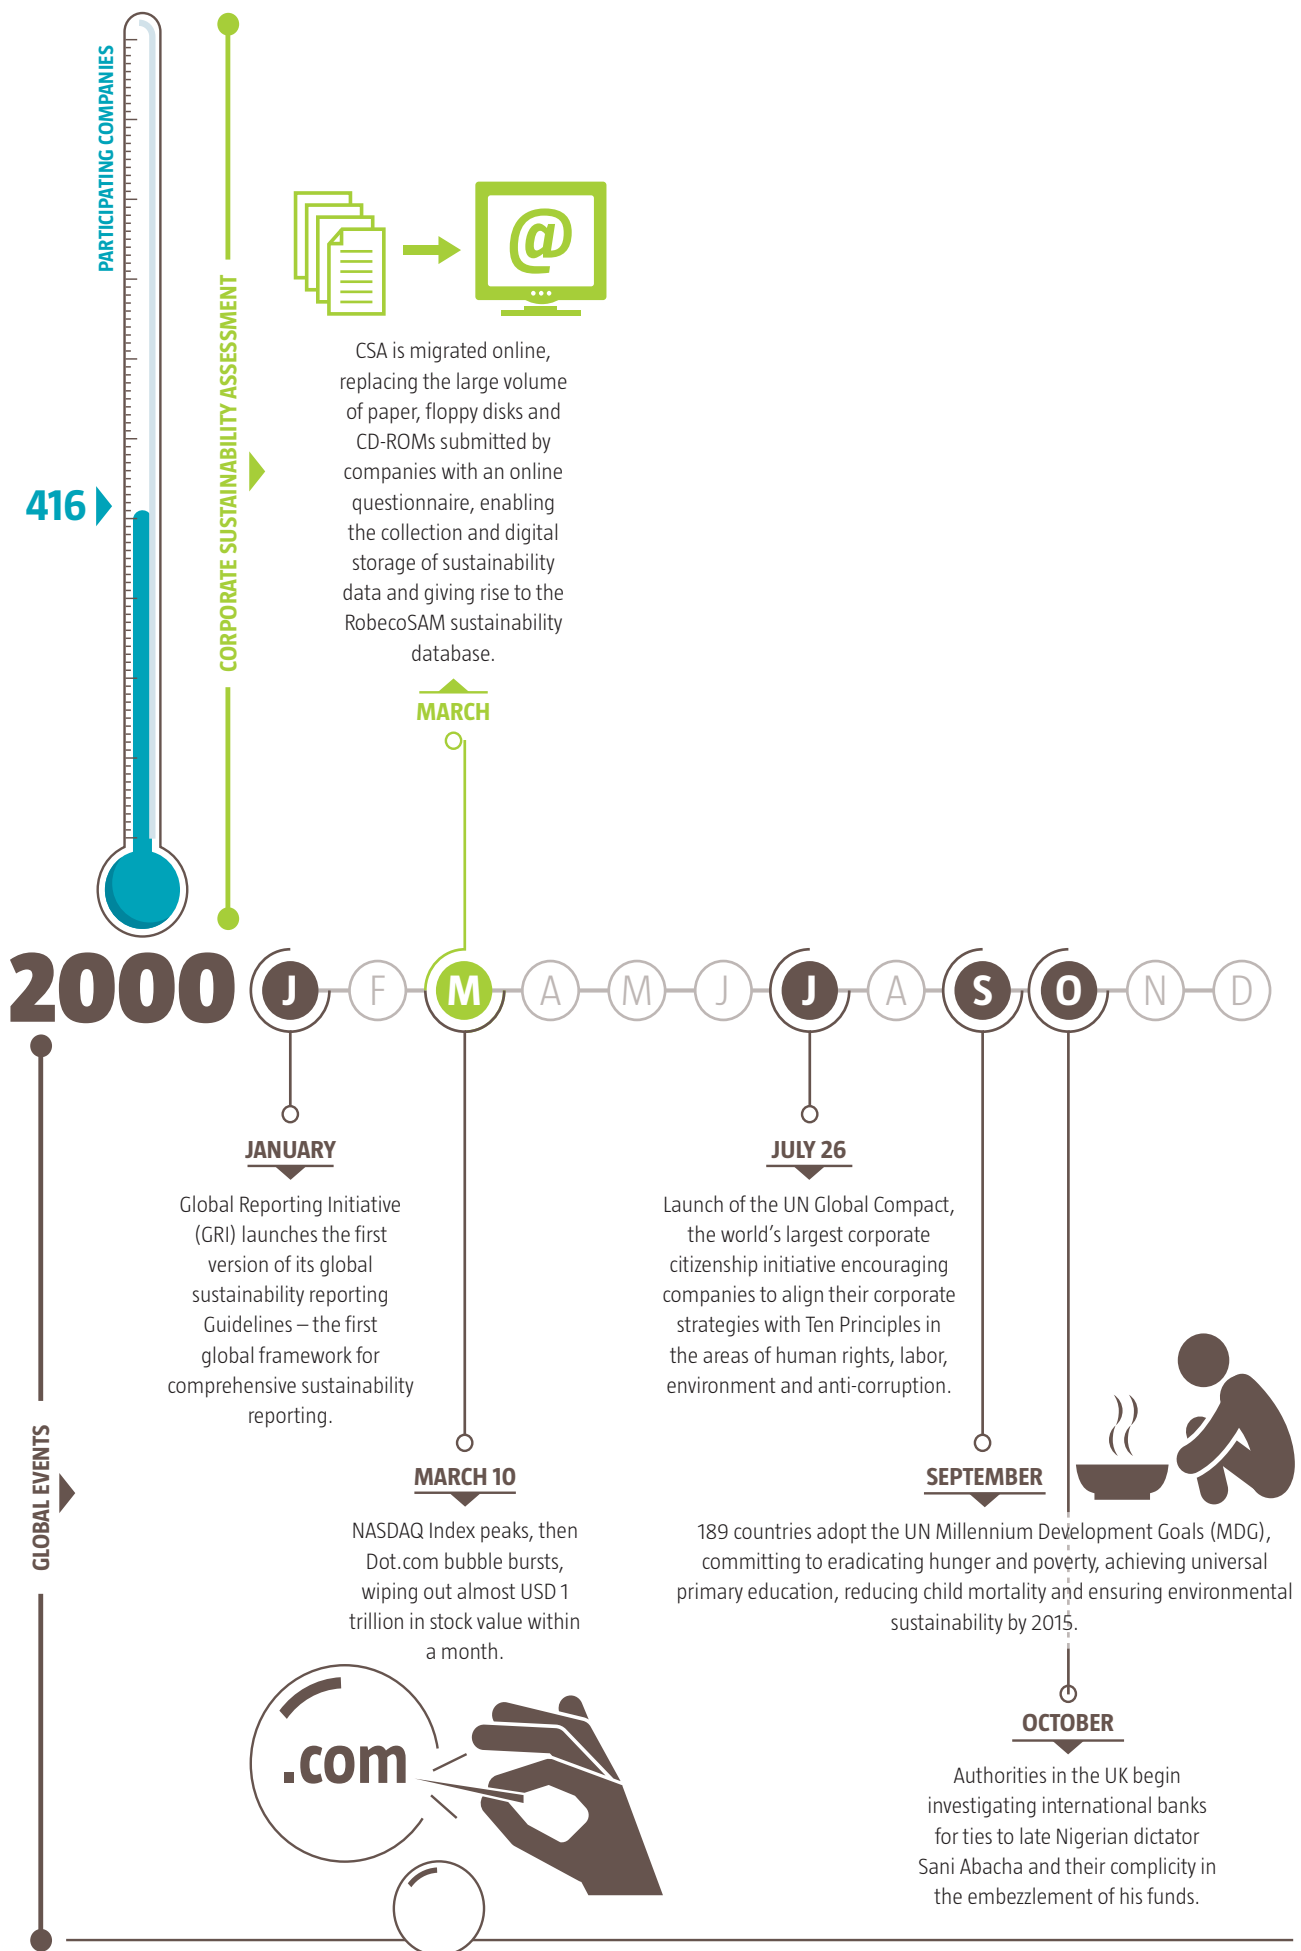 PARTICIPATING COMPANIES
416
CORPORATE SUSTAINABILITY ASSESSMENT
@
CSA is migrated online,
replacing the large volume
of paper, floppy disks and
CD-ROMs submitted by
companies with an online
questionnaire, enabling
the collection and digital
storage of sustainability
data and giving rise to the
RobecoSAM sustainability
database.
MARCH
2000 J F M A M J J A S O N D
GLOBAL EVENTS
JANUARY
Global Reporting Initiative
(GRI) launches the first
version of its global
sustainability reporting
Guidelines – the first
global framework for
comprehensive sustainability
reporting.
MARCH 10
NASDAQ Index peaks, then
Dot.com bubble bursts,
wiping out almost USD 1
trillion in stock value within
a month.
.com
JULY 26
Launch of the UN Global Compact,
the world’s largest corporate
citizenship initiative encouraging
companies to align their corporate
strategies with Ten Principles in
the areas of human rights, labor,
environment and anti-corruption.
SEPTEMBER
189 countries adopt the UN Millennium Development Goals (MDG),
committing to eradicating hunger and poverty, achieving universal
primary education, reducing child mortality and ensuring environmental
sustainability by 2015.
OCTOBER
Authorities in the UK begin
investigating international banks
for ties to late Nigerian dictator
Sani Abacha and their complicity in
the embezzlement of his funds.